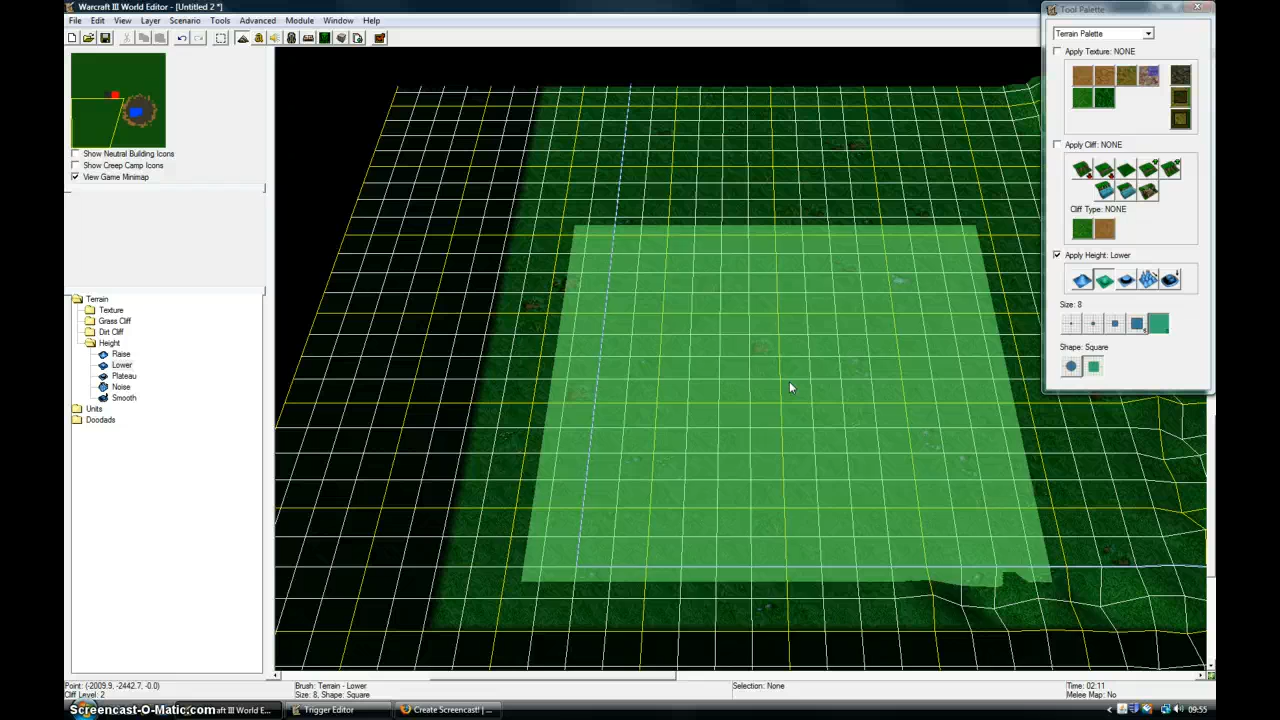 Warcraft III World Editor - [Untitled 2 *]
File Edit View Layer Scenario Tools Advanced Module Window Help
Show Neutral Building Icons
Show Creep Camp Icons
View Game Minimap
Terrain
Texture
Grass Cliff
Dirt Cliff
Height
Raise
Lower
Plateau
Noise
Smooth
Units
Doodads
Tool Palette
Terrain Palette
Apply Texture: NONE
Apply Cliff: NONE
Cliff Type: NONE
Apply Height: Lower
Size: 8
Shape: Square
Point: (-2009.9, -2442.7, -0.0)
Cliff Level: 2
Brush: Terrain - Lower
Size: 8, Shape: Square
Selection: None
Time: 02:11
Melee Map: No
Screencast-O-Matic.com
raft III World E...
Trigger Editor
Create Screencast! | ...
09:55